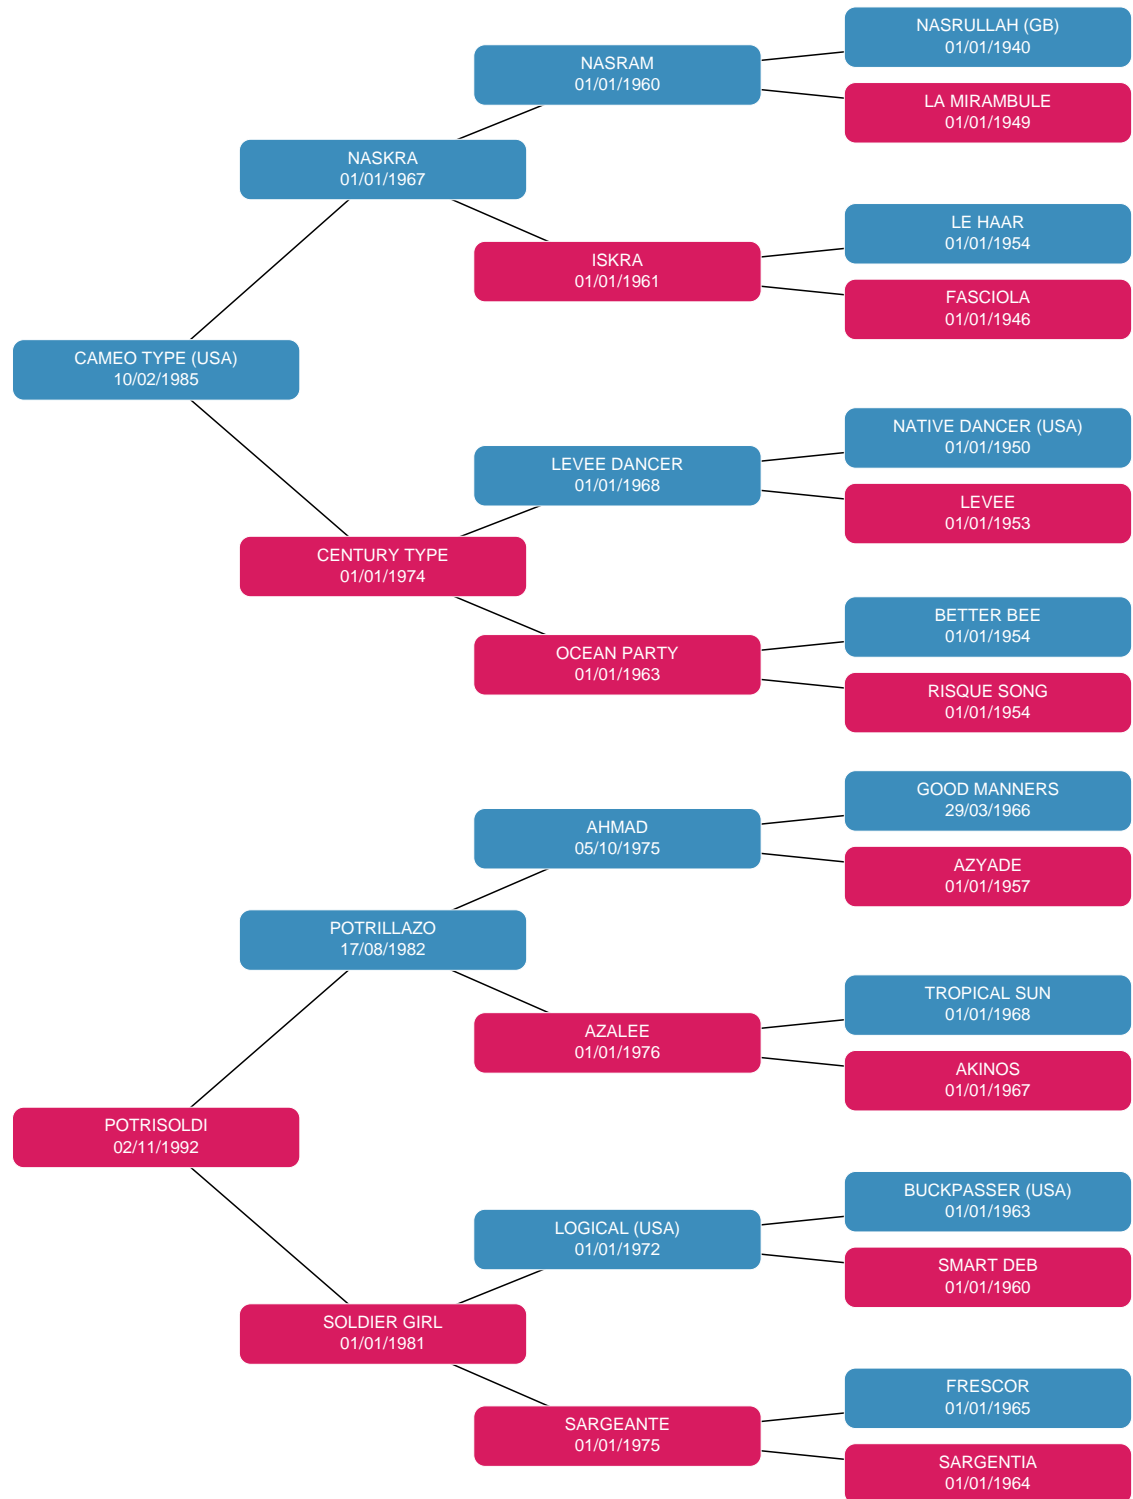 NASRULLAH (GB)
01/01/1940
NASRAM
01/01/1960
LA MIRAMBULE
01/01/1949
NASKRA
01/01/1967
LE HAAR
01/01/1954
ISKRA
01/01/1961
FASCIOLA
01/01/1946
CAMEO TYPE (USA)
10/02/1985
NATIVE DANCER (USA)
01/01/1950
LEVEE DANCER
01/01/1968
LEVEE
01/01/1953
CENTURY TYPE
01/01/1974
BETTER BEE
01/01/1954
OCEAN PARTY
01/01/1963
RISQUE SONG
01/01/1954
GOOD MANNERS
29/03/1966
AHMAD
05/10/1975
AZYADE
01/01/1957
POTRILLAZO
17/08/1982
TROPICAL SUN
01/01/1968
AZALEE
01/01/1976
AKINOS
01/01/1967
POTRISOLDI
02/11/1992
BUCKPASSER (USA)
01/01/1963
LOGICAL (USA)
01/01/1972
SMART DEB
01/01/1960
SOLDIER GIRL
01/01/1981
FRESCOR
01/01/1965
SARGEANTE
01/01/1975
SARGENTIA
01/01/1964